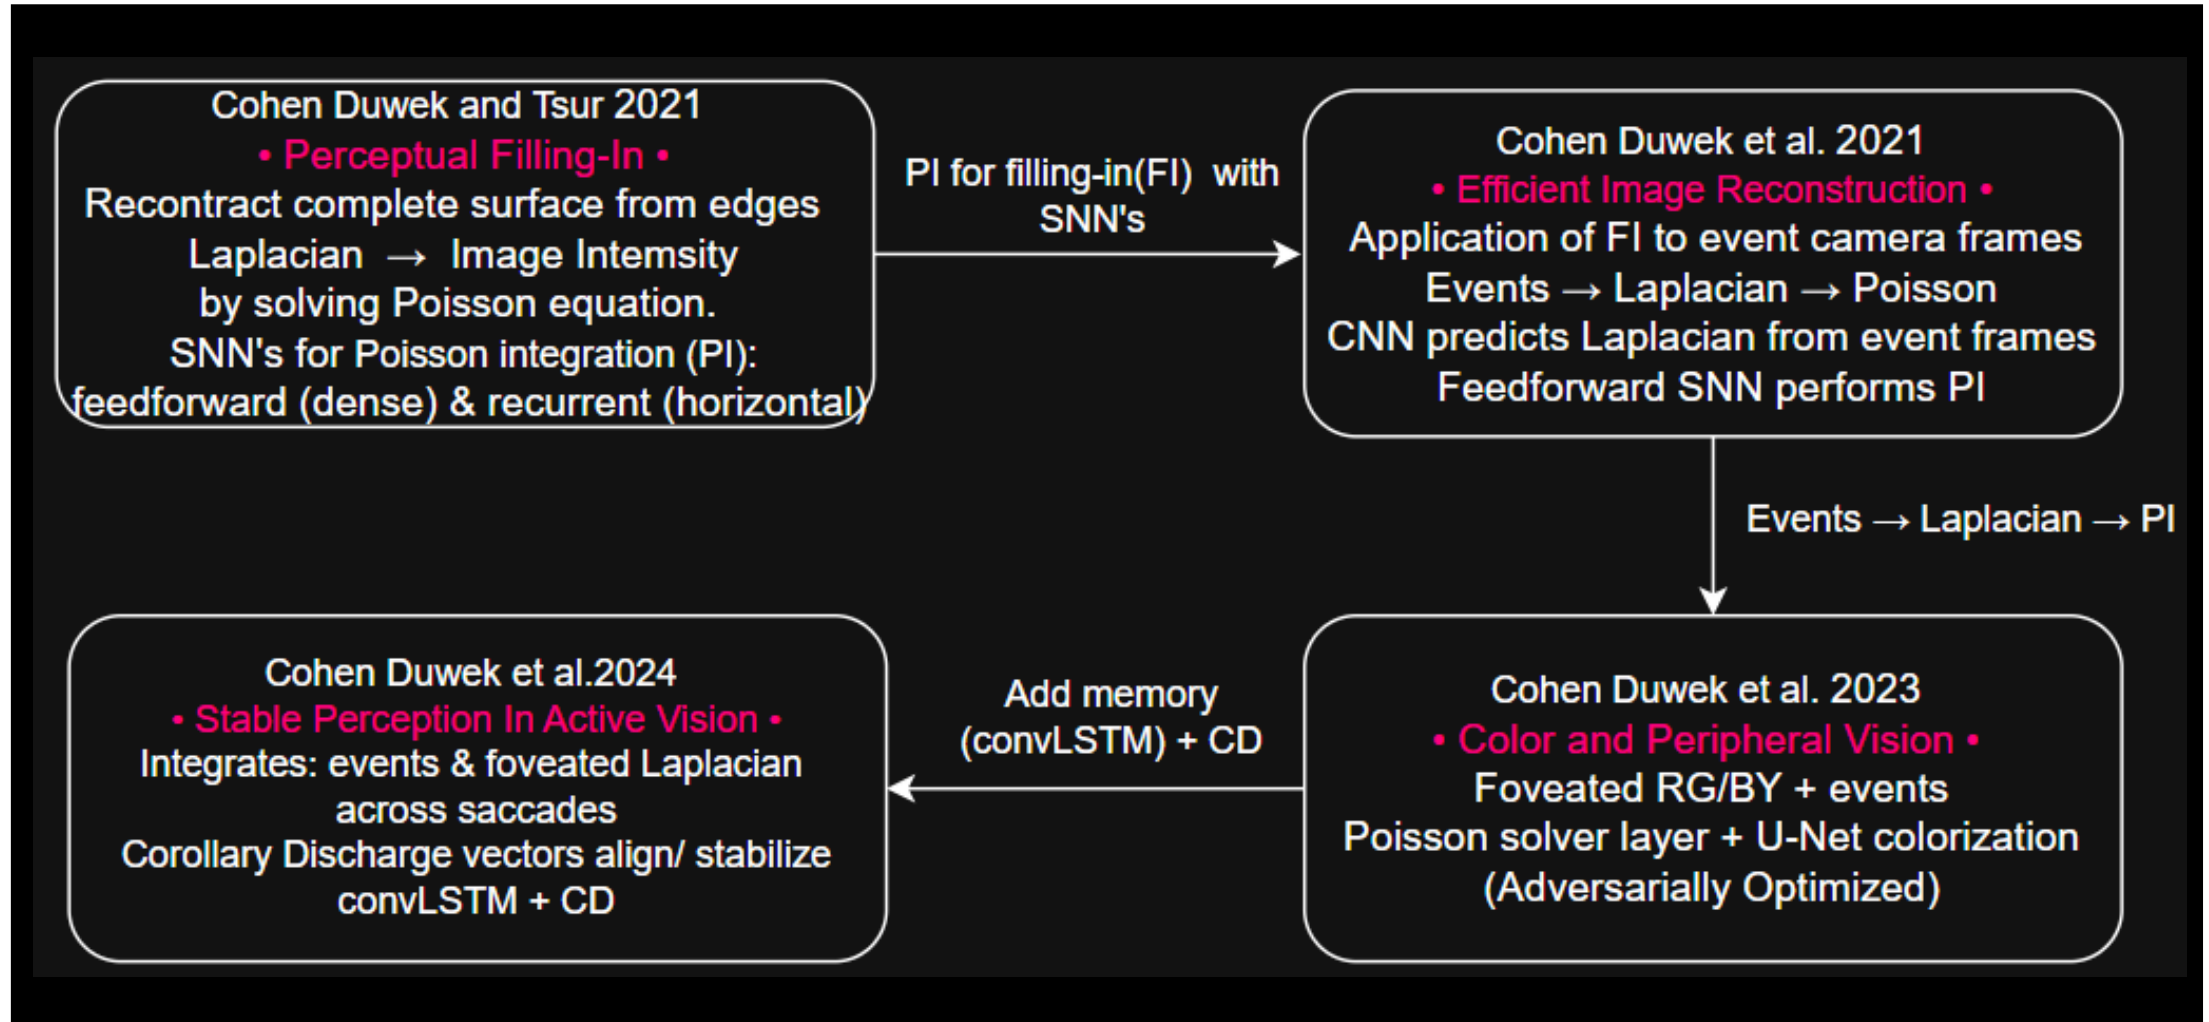 Cohen Duwek and Tsur 2021
• Perceptual Filling-In •
Recontract complete surface from edges
Laplacian → Image Intemsity
by solving Poisson equation.
SNN's for Poisson integration (PI):
feedforward (dense) & recurrent (horizontal)
PI for filling-in(FI) with
SNN's
Cohen Duwek et al. 2021
• Efficient Image Reconstruction •
Application of FI to event camera frames
Events → Laplacian → Poisson
CNN predicts Laplacian from event frames
Feedforward SNN performs PI
Events → Laplacian → PI
Cohen Duwek et al. 2023
• Color and Peripheral Vision •
Foveated RG/BY + events
Poisson solver layer + U-Net colorization
(Adversarially Optimized)
Add memory
(convLSTM) + CD
Cohen Duwek et al.2024
• Stable Perception In Active Vision •
Integrates: events & foveated Laplacian
across saccades
Corollary Discharge vectors align/ stabilize
convLSTM + CD